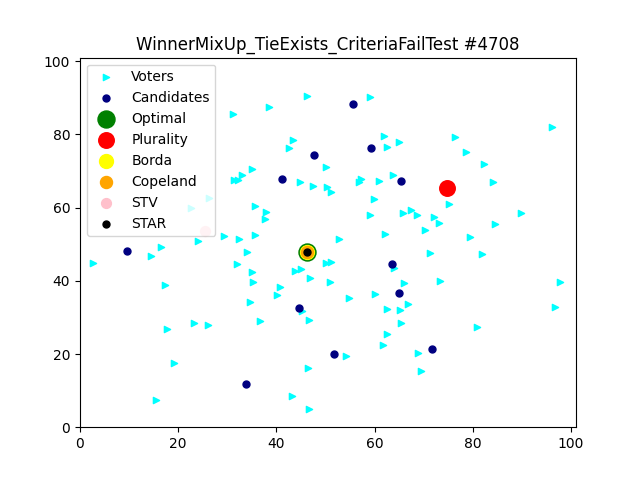 WinnerMixUp_TieExists_CriteriaFailTest #4708
100
80
60
40
20
0
0
20
40
60
80
100
Voters
Candidates
Optimal
Plurality
Borda
Copeland
STV
STAR